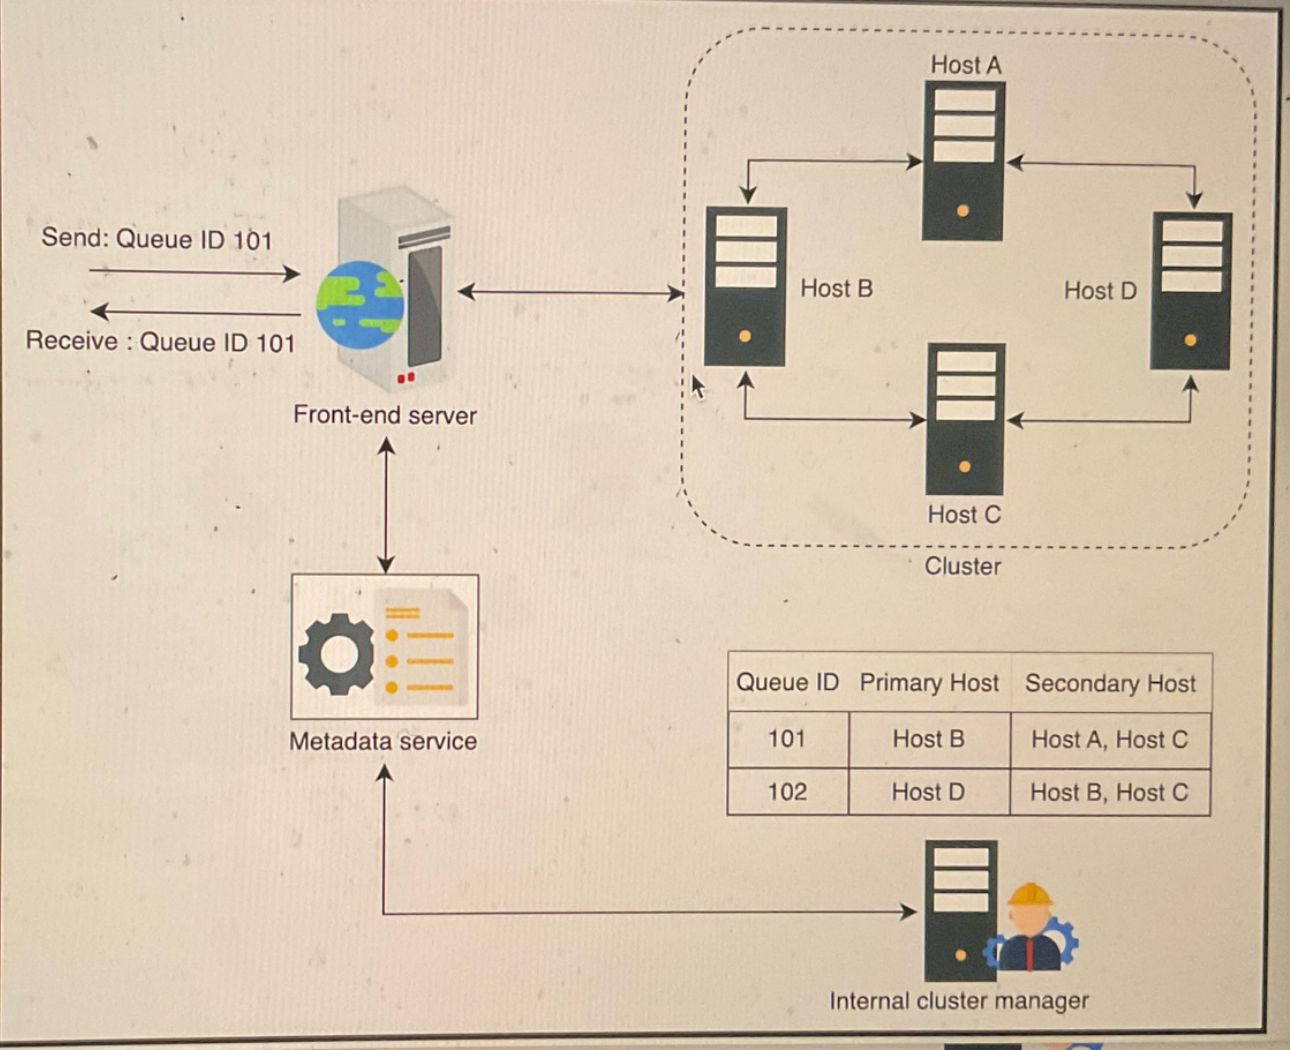 Host A
Send: Queue ID 101
Host B
Host D
Receive : Queue ID 101
Front-end server
Host C
Cluster
Metadata service
Queue ID Primary Host Secondary Host
101 Host B Host A, Host C
102 Host D Host B, Host C
Internal cluster manager